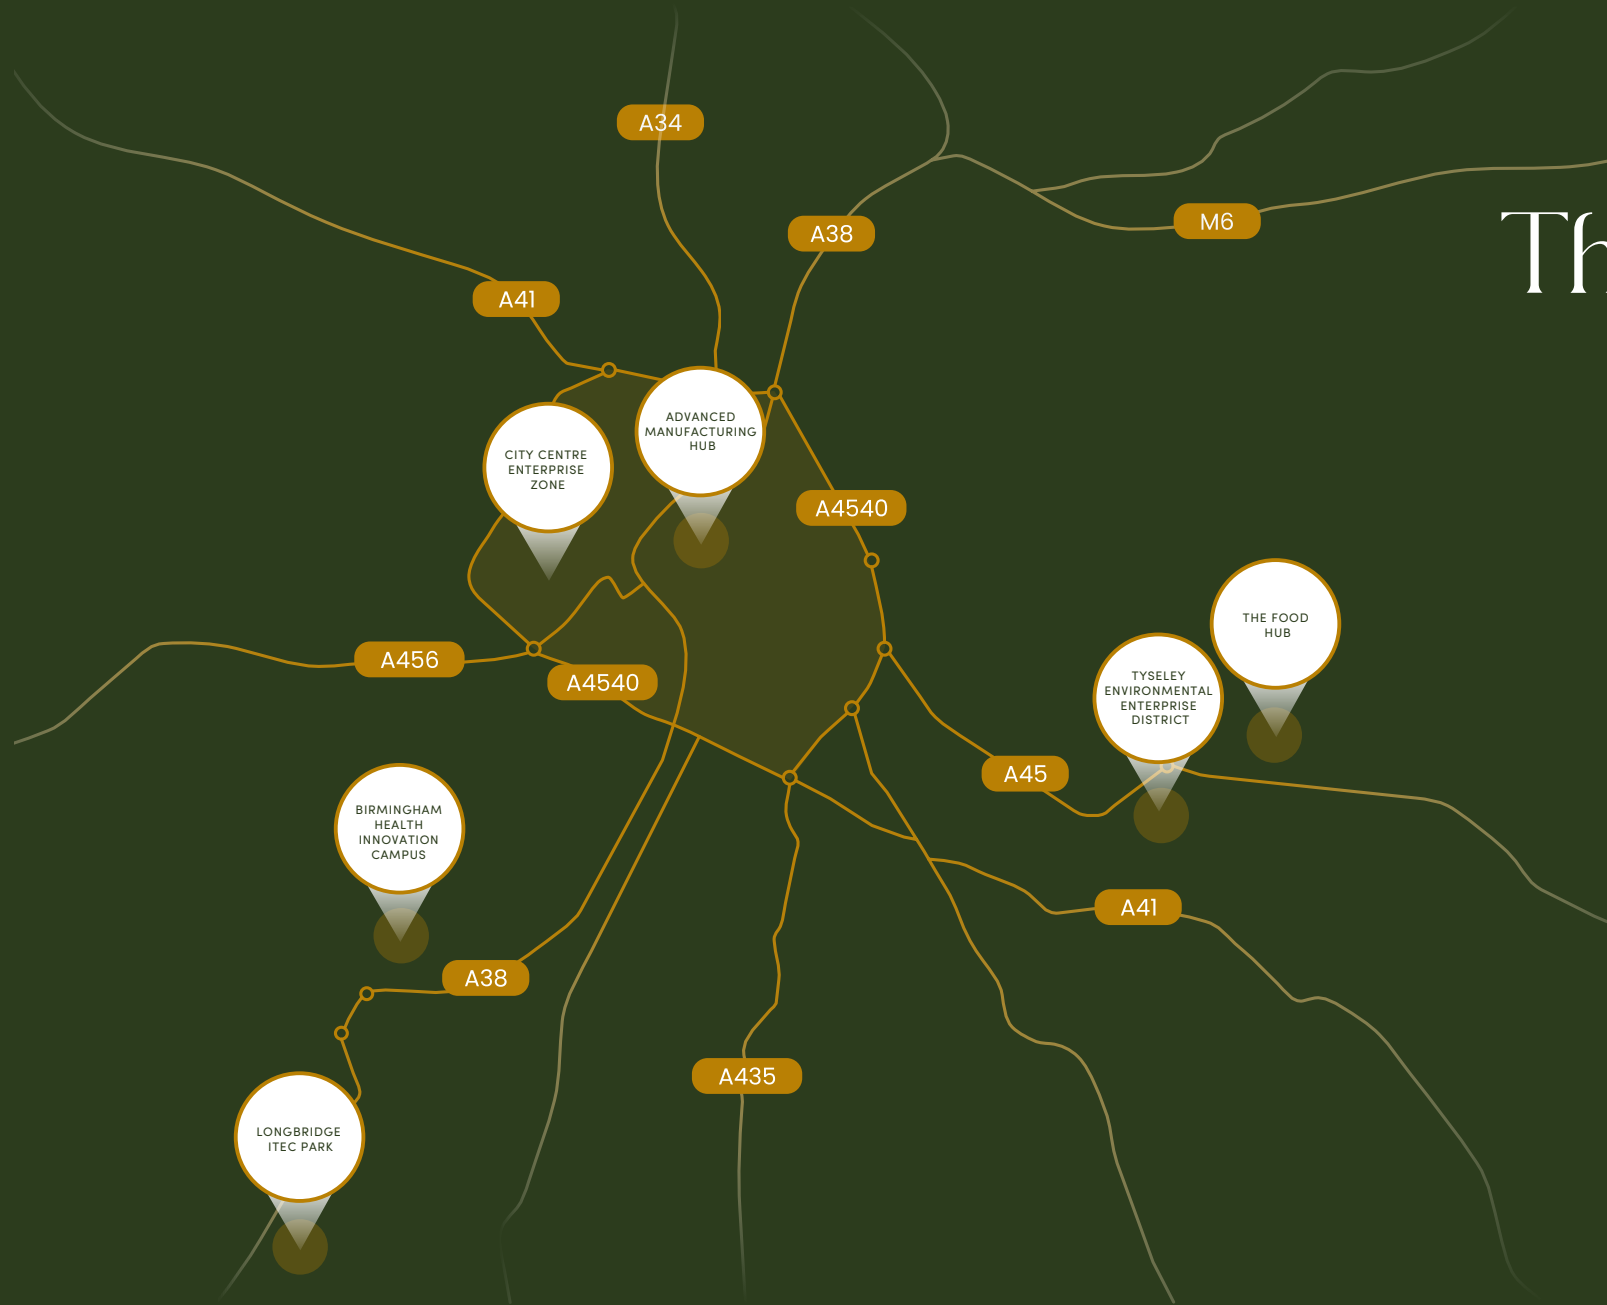 A34
A38
M6
Th
A41
ADVANCED
MANUFACTURING
HUB
CITY CENTRE
ENTERPRISE
ZONE
A4540
THE FOOD
HUB
A456
A4540
TYSELEY
ENVIRONMENTAL
ENTERPRISE
DISTRICT
A45
BIRMINGHAM
HEALTH
INNOVATION
CAMPUS
A41
A38
A435
LONGBRIDGE
ITEC PARK